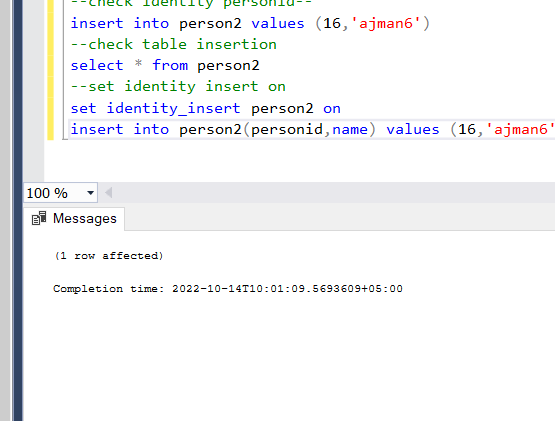 --check identity personid--
insert into person2 values (16,'ajman6')
--check table insertion
select * from person2
--set identity insert on
set identity_insert person2 on
insert into person2(personid,name) values (16,'ajman6'
100 %
Messages
(1 row affected)
Completion time: 2022-10-14T10:01:09.5693609+05:00